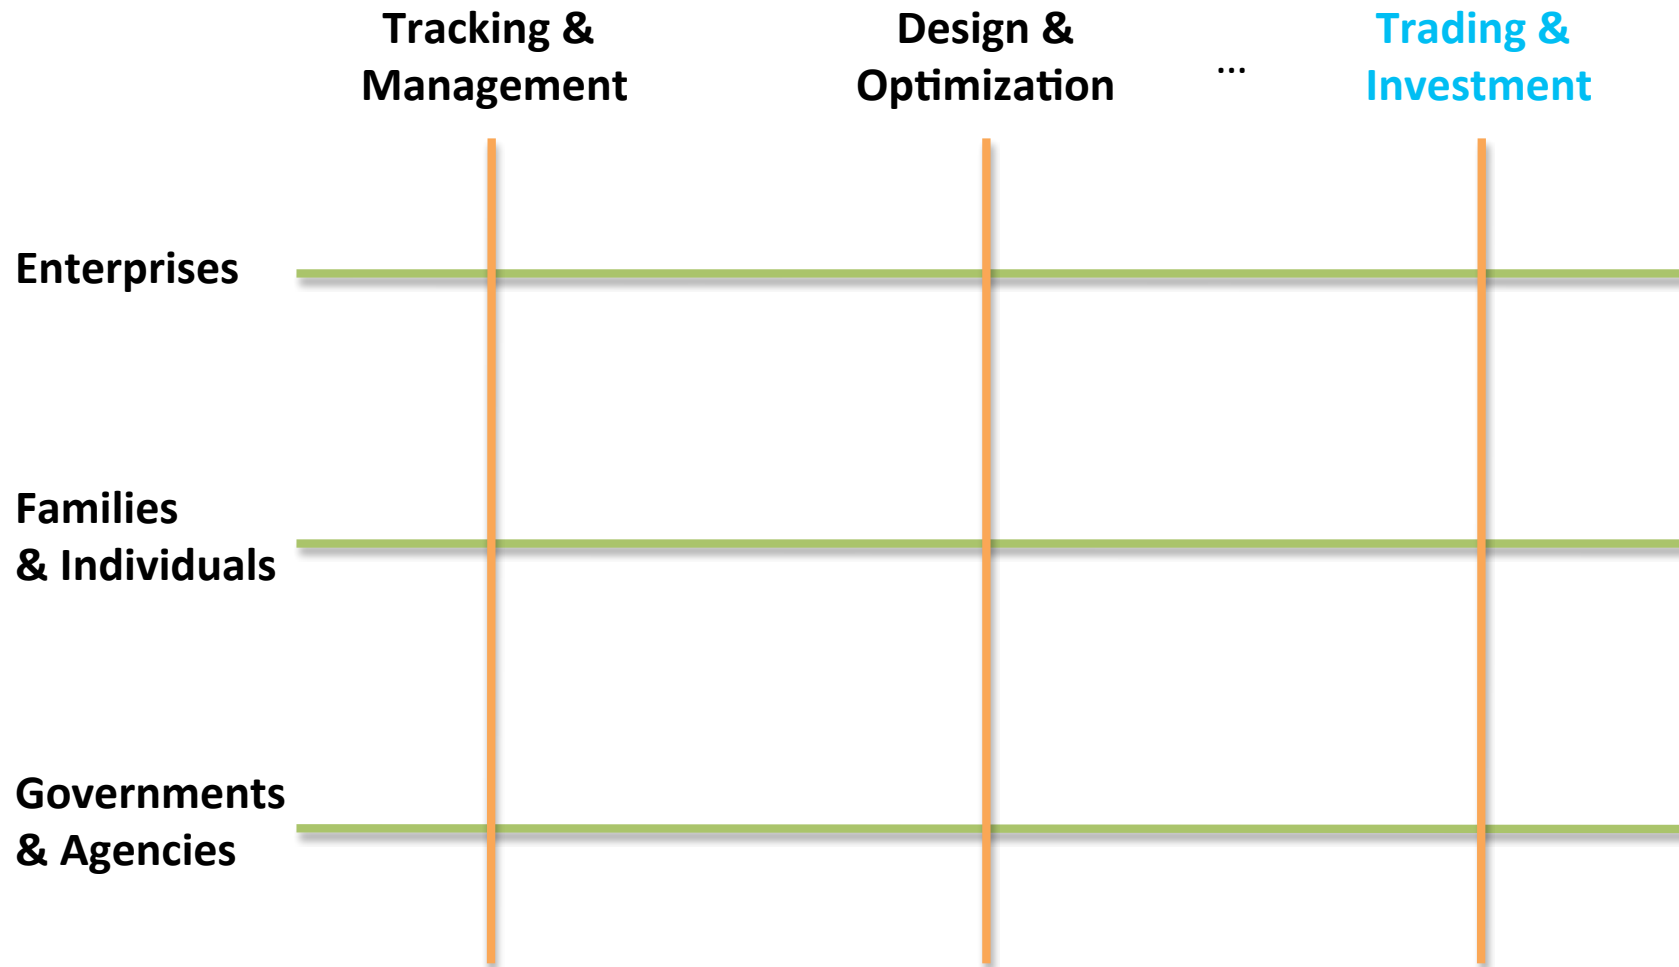 Tracking &
Management
Design &
Optimization
...
Trading &
Investment
Enterprises
Families
& Individuals
Governments
& Agencies